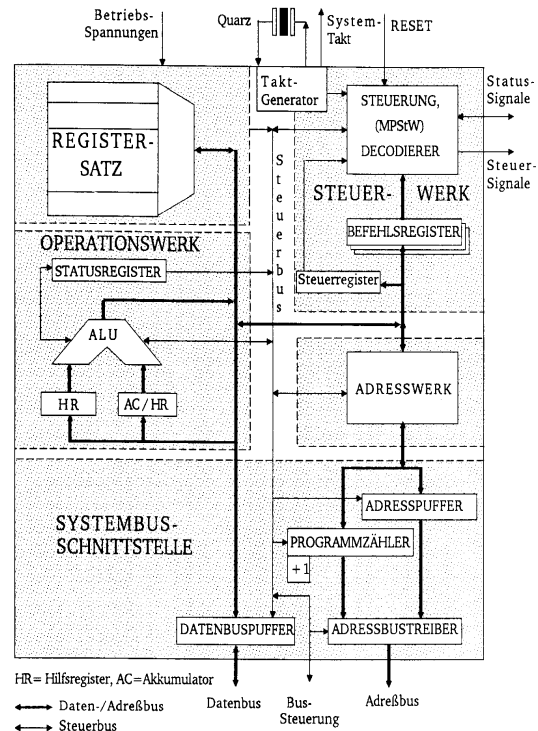 Betriebs-
Spannungen
Quarz
System-
Takt
RESET
Takt-
Generator
STEUERUNG,
(MPStW)
DECODIERER
Status-
Signale
Steuer-
Signale
REGISTER-
SATZ
Steuerbus
STEUER-WERK
BEFEHLSREGISTER
Steuerregister
OPERATIONSWERK
STATUSREGISTER
ALU
HR
AC/HR
ADRESSWERK
SYSTEMBUS-
SCHNITTSTELLE
ADRESSPUFFER
PROGRAMMZÄHLER
+1
DATENBUSPUFFER
ADRESSBUSTREIBER
HR= Hilfsregister, AC=Akkumulator
Daten-/Adreßbus
Steuerbus
Datenbus
Bus-
Steuerung
Adreßbus